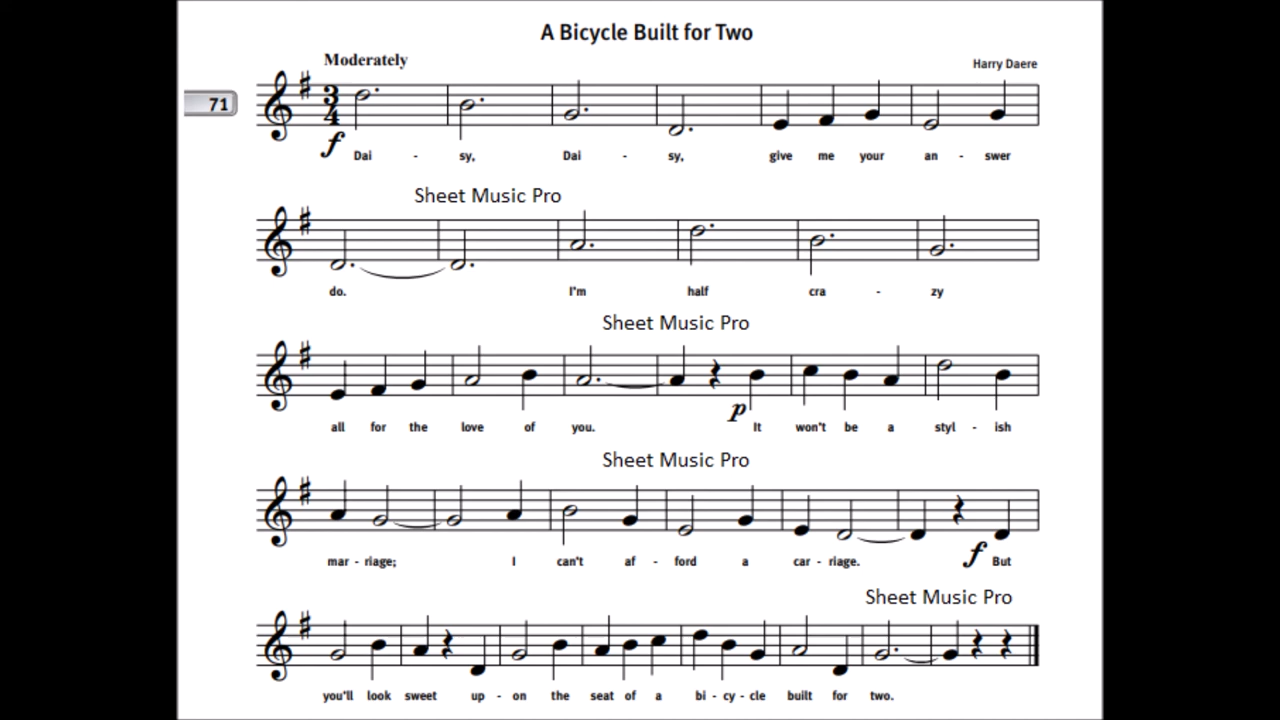 A Bicycle Built for Two
Moderately
Harry Daere
71
3
4
f
Dai - sy, Dai - sy, give me your an - swer
Sheet Music Pro
do. I'm half cra - zy
Sheet Music Pro
all for the love of you. It won't be a styl - ish
p
Sheet Music Pro
mar - riage; I can't af - ford a car - riage. But
f
Sheet Music Pro
you'll look sweet up - on the seat of a bi - cy - cle built for two.